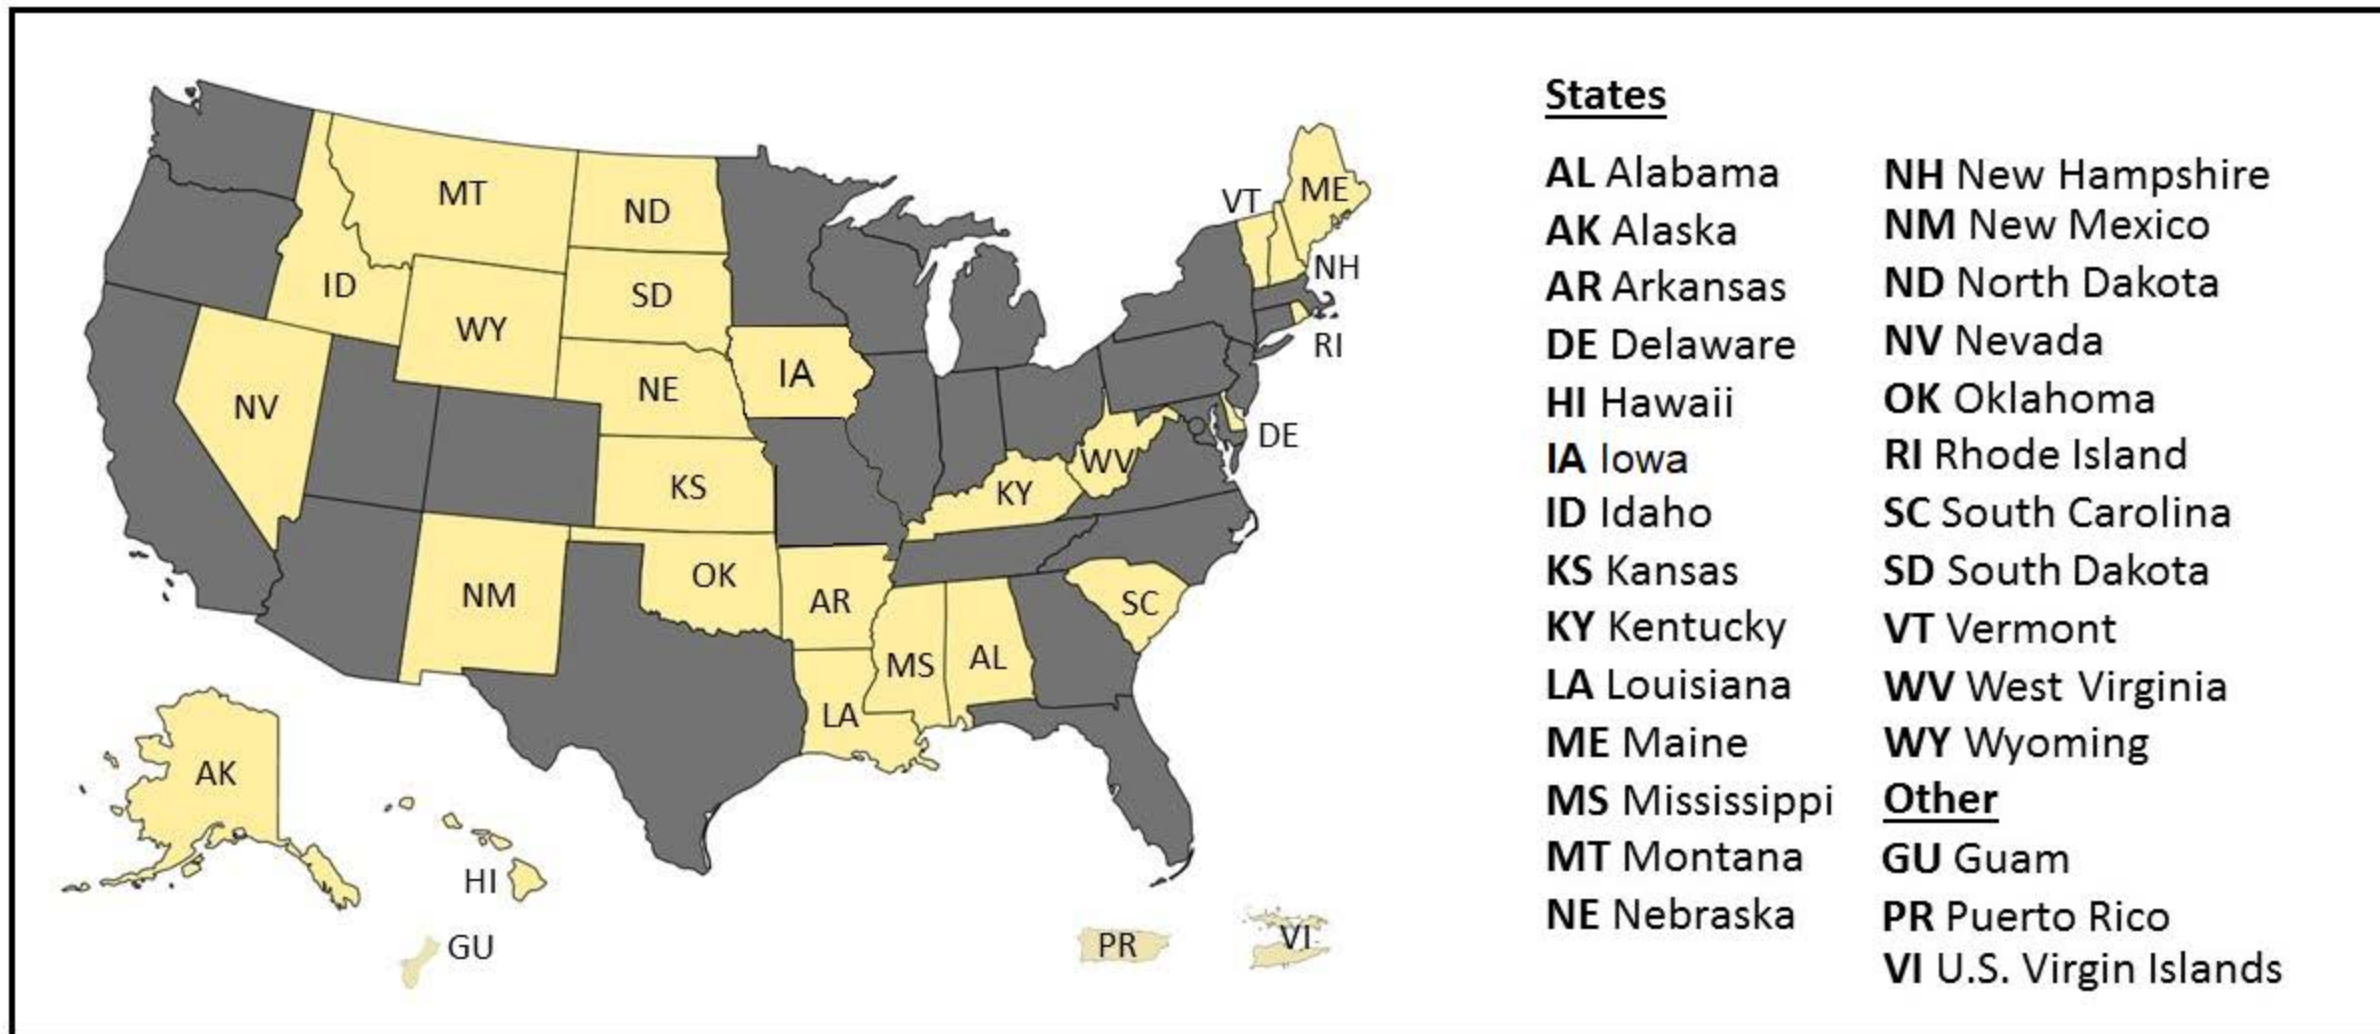 MT
ND
ID
SD
WY
NE
IA
NV
KS
NM
OK
AR
KY
WV
SC
MS
AL
LA
VT
ME
NH
RI
DE
AK
HI
GU
PR
VI
States
AL Alabama
AK Alaska
AR Arkansas
DE Delaware
HI Hawaii
IA Iowa
ID Idaho
KS Kansas
KY Kentucky
LA Louisiana
ME Maine
MS Mississippi
MT Montana
NE Nebraska
NH New Hampshire
NM New Mexico
ND North Dakota
NV Nevada
OK Oklahoma
RI Rhode Island
SC South Carolina
SD South Dakota
VT Vermont
WV West Virginia
WY Wyoming
Other
GU Guam
PR Puerto Rico
VI U.S. Virgin Islands